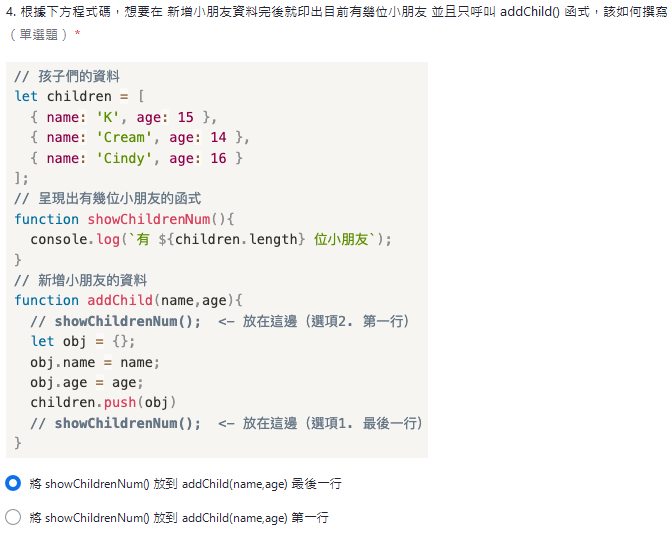 4. 根據下方程式碼，想要在 新增小朋友資料完後就印出目前有幾位小朋友 並且只呼叫 addChild() 函式，該如何撰寫
（單選題） *
// 孩子們的資料
let children = [
  { name: 'K', age: 15 },
  { name: 'Cream', age: 14 },
  { name: 'Cindy', age: 16 }
];
// 呈現出有幾位小朋友的函式
function showChildrenNum(){
  console.log(`有 ${children.length} 位小朋友`);
}
// 新增小朋友的資料
function addChild(name,age){
  // showChildrenNum();  <— 放在這邊 (選項2. 第一行)
  let obj = {};
  obj.name = name;
  obj.age = age;
  children.push(obj)
  // showChildrenNum();  <— 放在這邊 (選項1. 最後一行)
}
將 showChildrenNum() 放到 addChild(name,age) 最後一行
將 showChildrenNum() 放到 addChild(name,age) 第一行